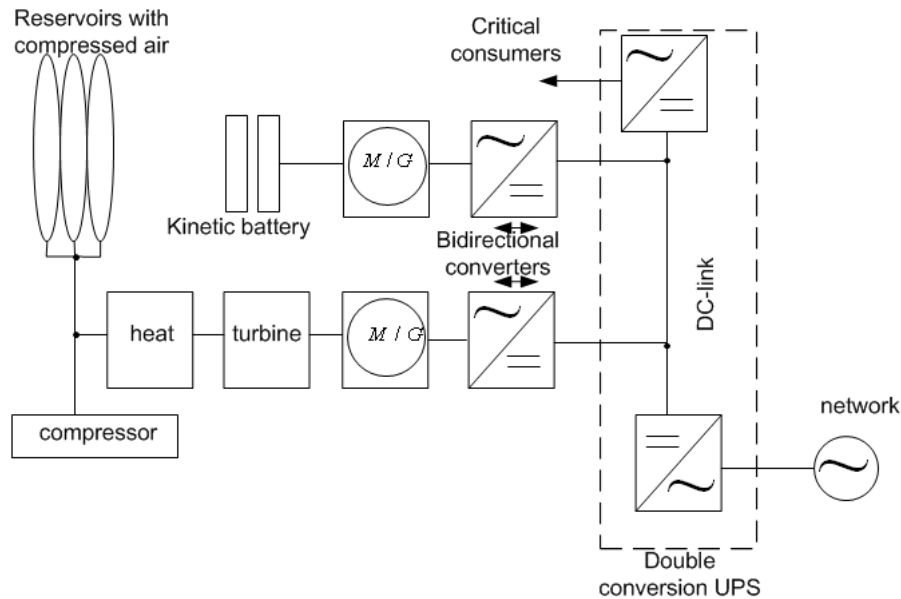 Reservoirs with
compressed air
Critical
consumers
M / G
Kinetic battery
Bidirectional
converters
DC-link
heat
turbine
M / G
compressor
network
Double
conversion UPS